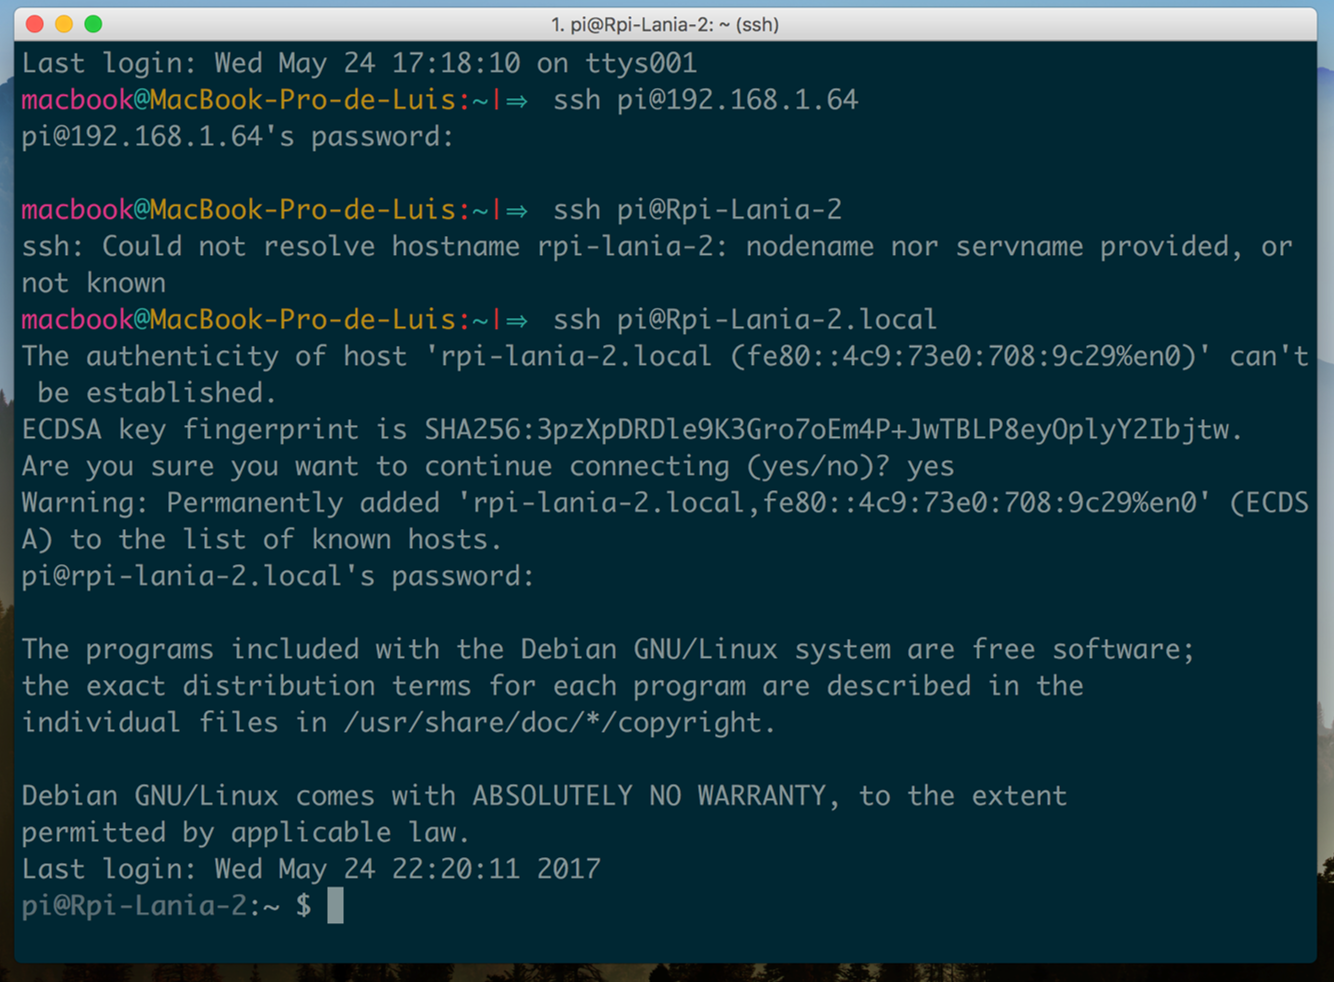 1. pi@Rpi-Lania-2: ~ (ssh)
Last login: Wed May 24 17:18:10 on ttys001
macbook@MacBook-Pro-de-Luis:~|⇒ ssh pi@192.168.1.64
pi@192.168.1.64's password:
macbook@MacBook-Pro-de-Luis:~|⇒ ssh pi@Rpi-Lania-2
ssh: Could not resolve hostname rpi-lania-2: nodename nor servname provided, or
not known
macbook@MacBook-Pro-de-Luis:~|⇒ ssh pi@Rpi-Lania-2.local
The authenticity of host 'rpi-lania-2.local (fe80::4c9:73e0:708:9c29%en0)' can't
be established.
ECDSA key fingerprint is SHA256:3pzXpDRDle9K3Gro7oEm4P+JwTBLP8eyOplyY2Ibjtw.
Are you sure you want to continue connecting (yes/no)? yes
Warning: Permanently added 'rpi-lania-2.local,fe80::4c9:73e0:708:9c29%en0' (ECDS
A) to the list of known hosts.
pi@rpi-lania-2.local's password:
The programs included with the Debian GNU/Linux system are free software;
the exact distribution terms for each program are described in the
individual files in /usr/share/doc/*/copyright.
Debian GNU/Linux comes with ABSOLUTELY NO WARRANTY, to the extent
permitted by applicable law.
Last login: Wed May 24 22:20:11 2017
pi@Rpi-Lania-2:~ $